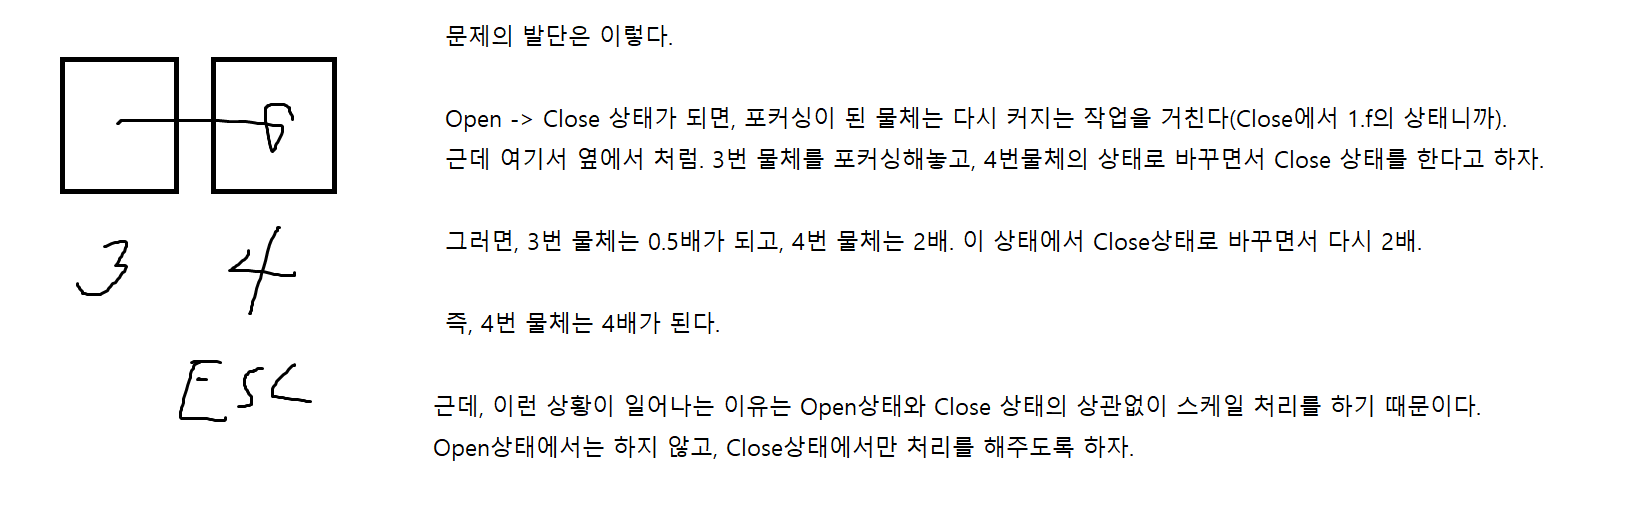 문제의 발단은 이렇다.
Open -> Close 상태가 되면, 포커싱이 된 물체는 다시 커지는 작업을 거친다(Close에서 1.f의 상태니까).
근데 여기서 옆에서 처럼. 3번 물체를 포커싱해놓고, 4번물체의 상태로 바꾸면서 Close 상태를 한다고 하자.
그러면, 3번 물체는 0.5배가 되고, 4번 물체는 2배. 이 상태에서 Close상태로 바꾸면서 다시 2배.
즉, 4번 물체는 4배가 된다.
근데, 이런 상황이 일어나는 이유는 Open상태와 Close 상태의 상관없이 스케일 처리를 하기 때문이다.
Open상태에서는 하지 않고, Close상태에서만 처리를 해주도록 하자.
3 4
ESC